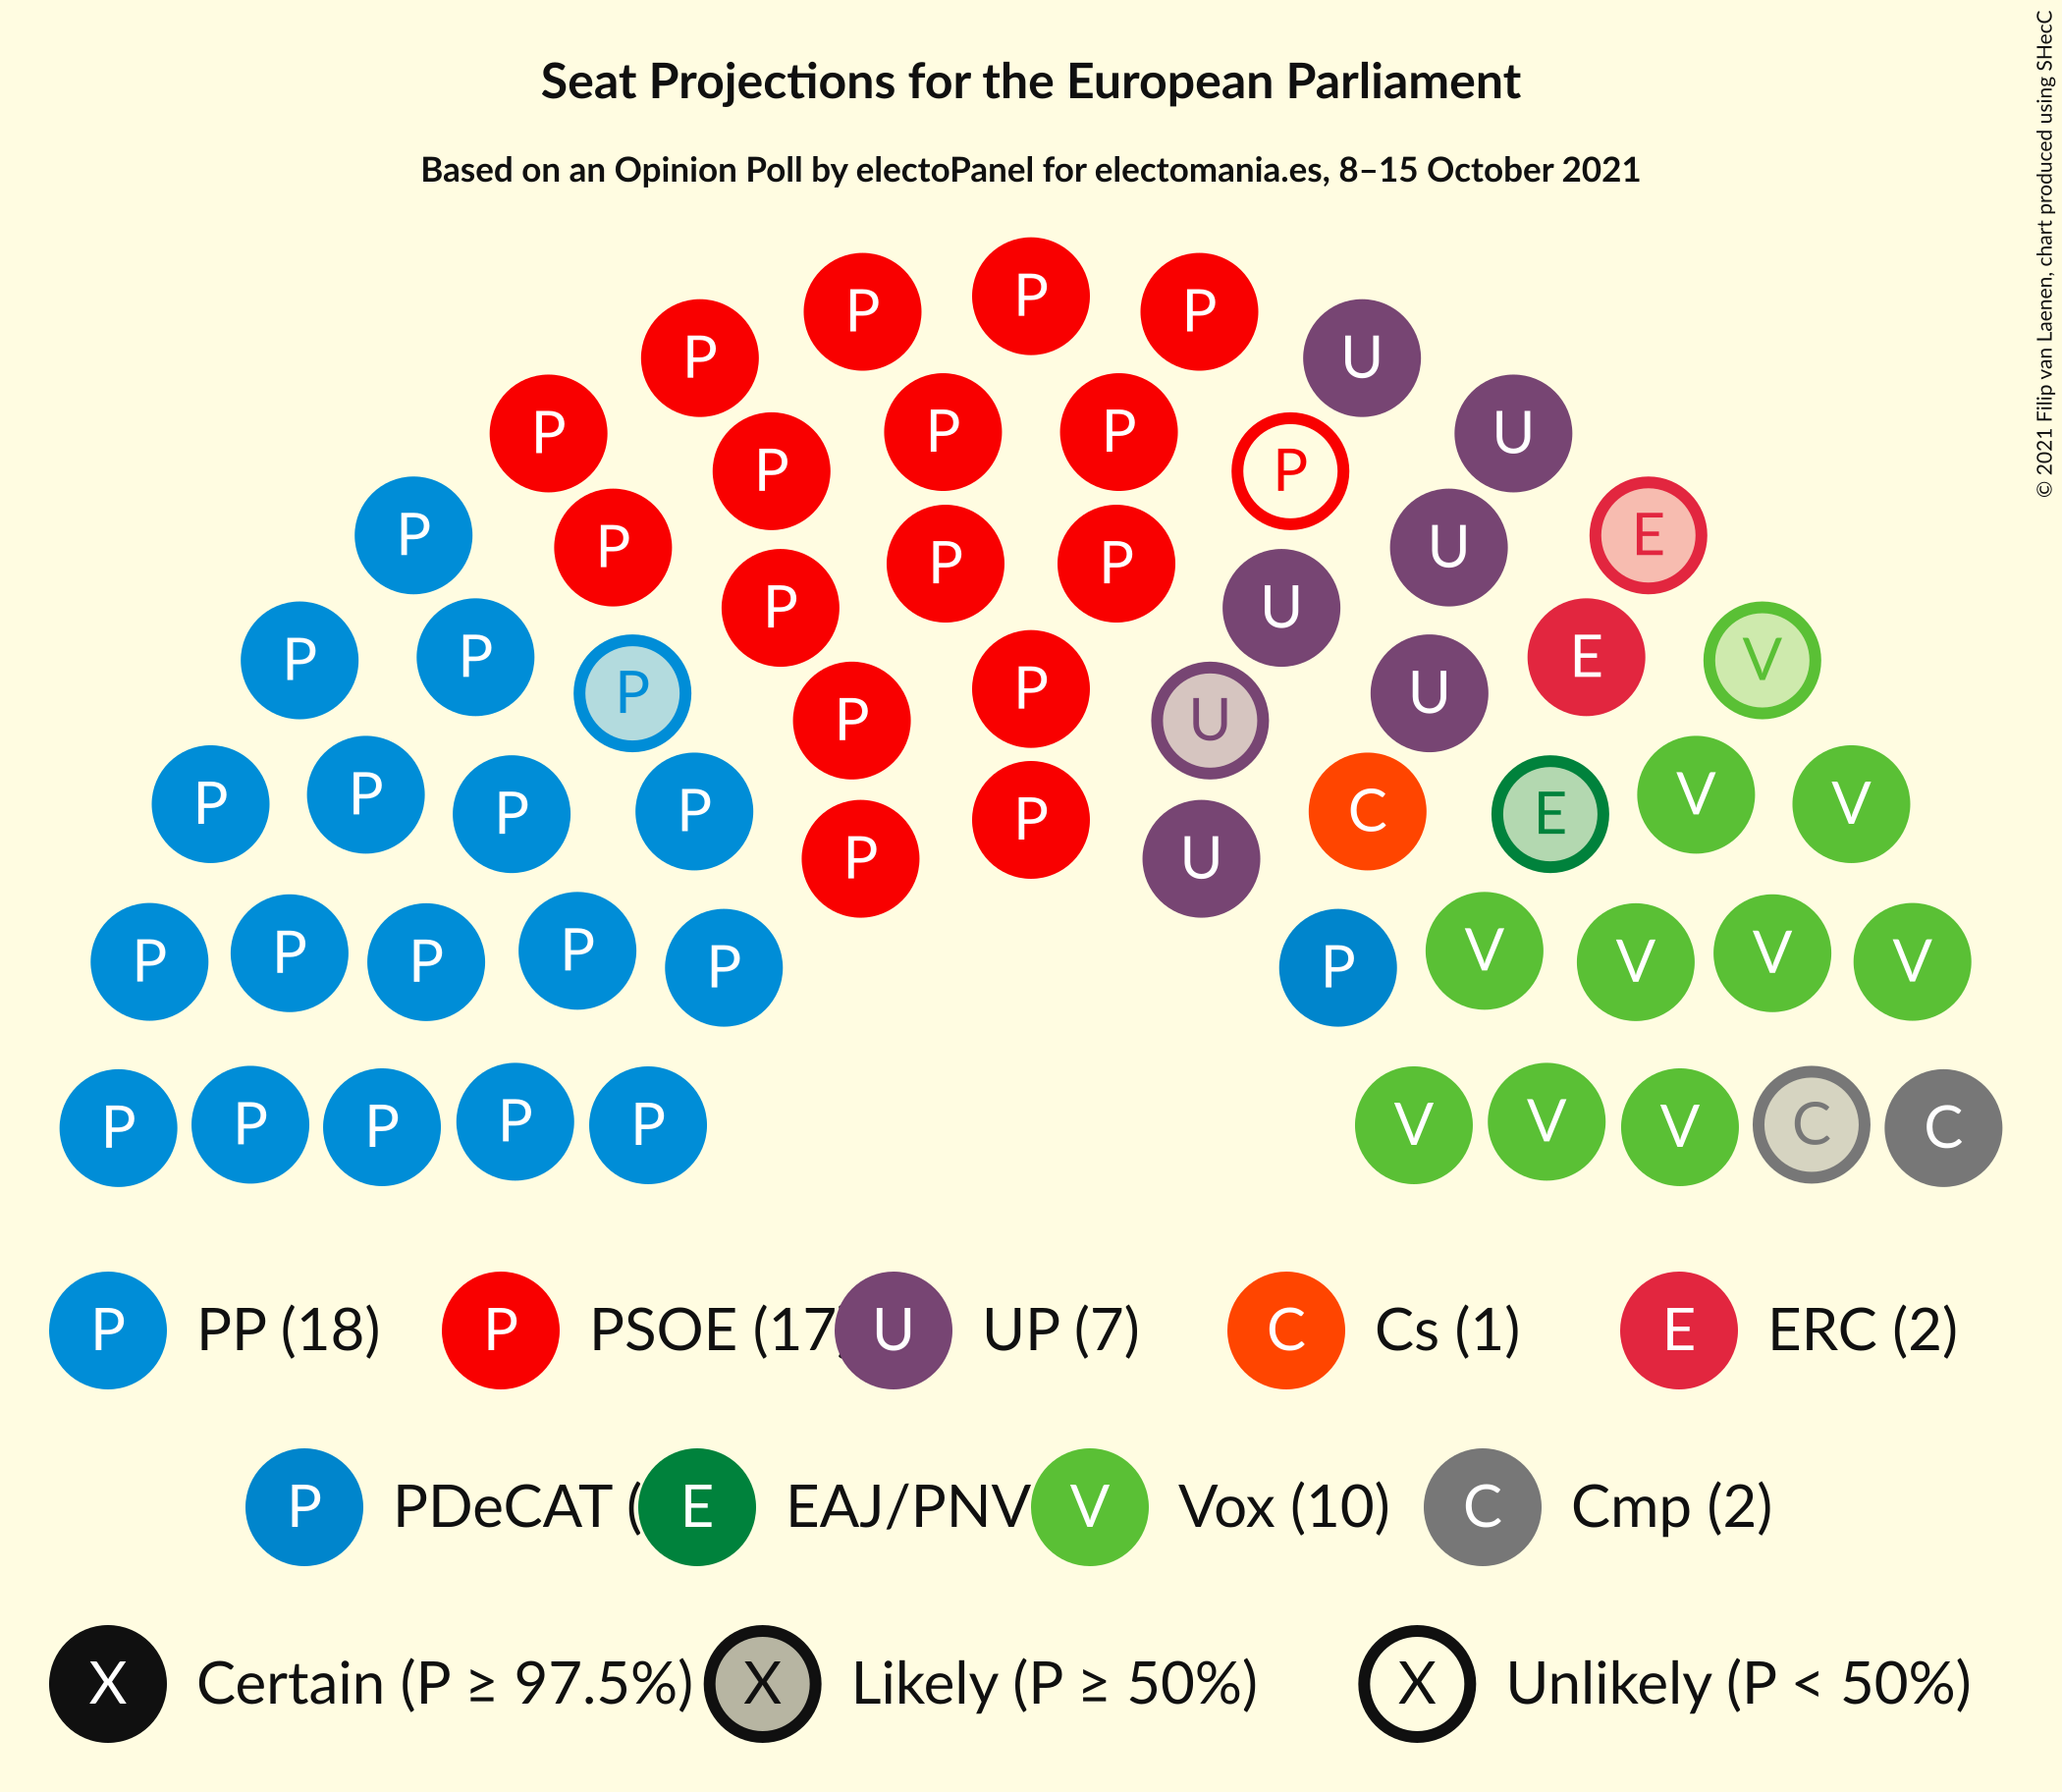 Seat Projections for the European Parliament
Based on an Opinion Poll by electoPanel for electomania.es, 8–15 October 2021
© 2021 Filip van Laenen, chart produced using SHecC
P P P
P P U
P P P U
P P P
P U
P P U E
P P P
U
P P E V
P P U
P P U
P P C E V V
P P P
P P U
P P P P P P V V V V
P P P P P V V V C C
P PP (18) P PSOE (17 U UP (7) C Cs (1) E ERC (2)
P PDeCAT ( E EAJ/PNV V Vox (10) C Cmp (2)
X Certain (P ≥ 97.5%) X Likely (P ≥ 50%) X Unlikely (P < 50%)